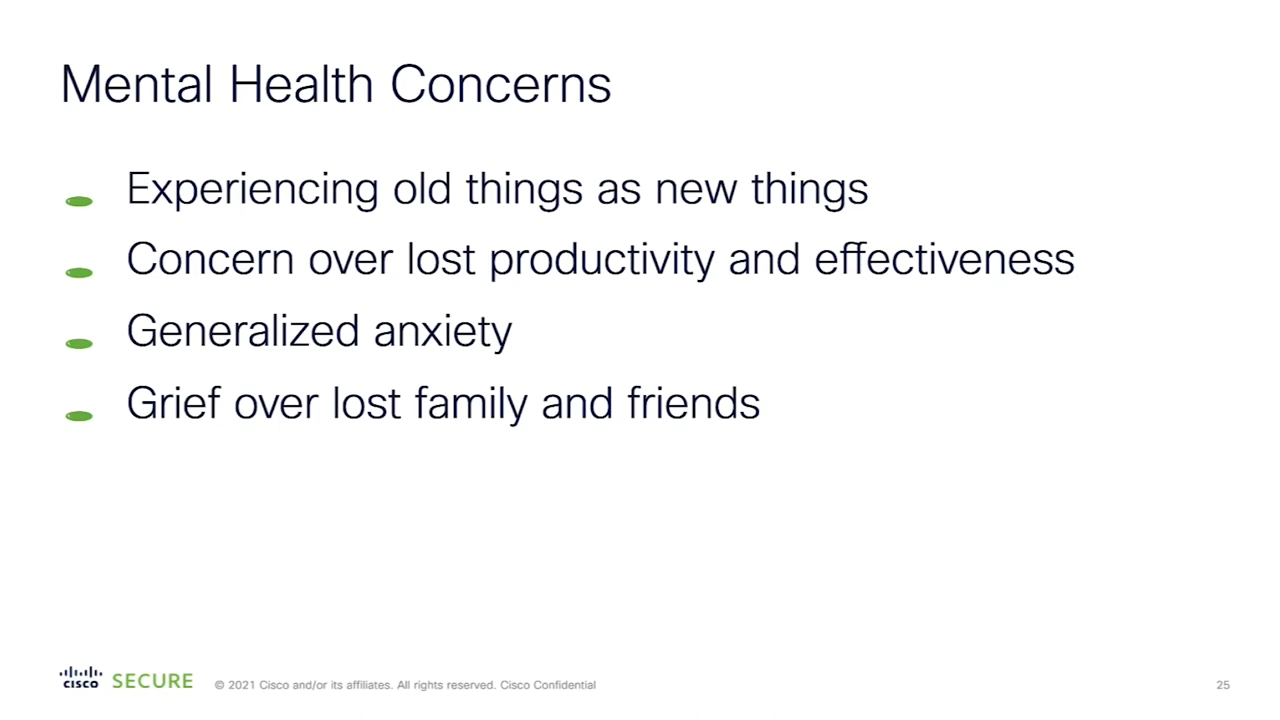 Mental Health Concerns
Experiencing old things as new things
Concern over lost productivity and effectiveness
Generalized anxiety
Grief over lost family and friends
CISCO SECURE © 2021 Cisco and/or its affiliates. All rights reserved. Cisco Confidential 25